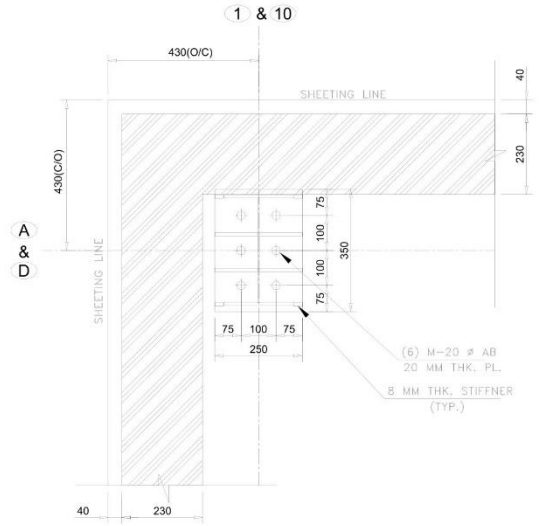 1 & 10
430(O/C)
SHEETING LINE
40
230
430(C/O)
A
&
D
SHEETING LINE
75
100
100
75
350
75 100 75
250
(6) M-20 Ø AB
20 MM THK. PL.
8 MM THK. STIFFNER
(TYP.)
40
230